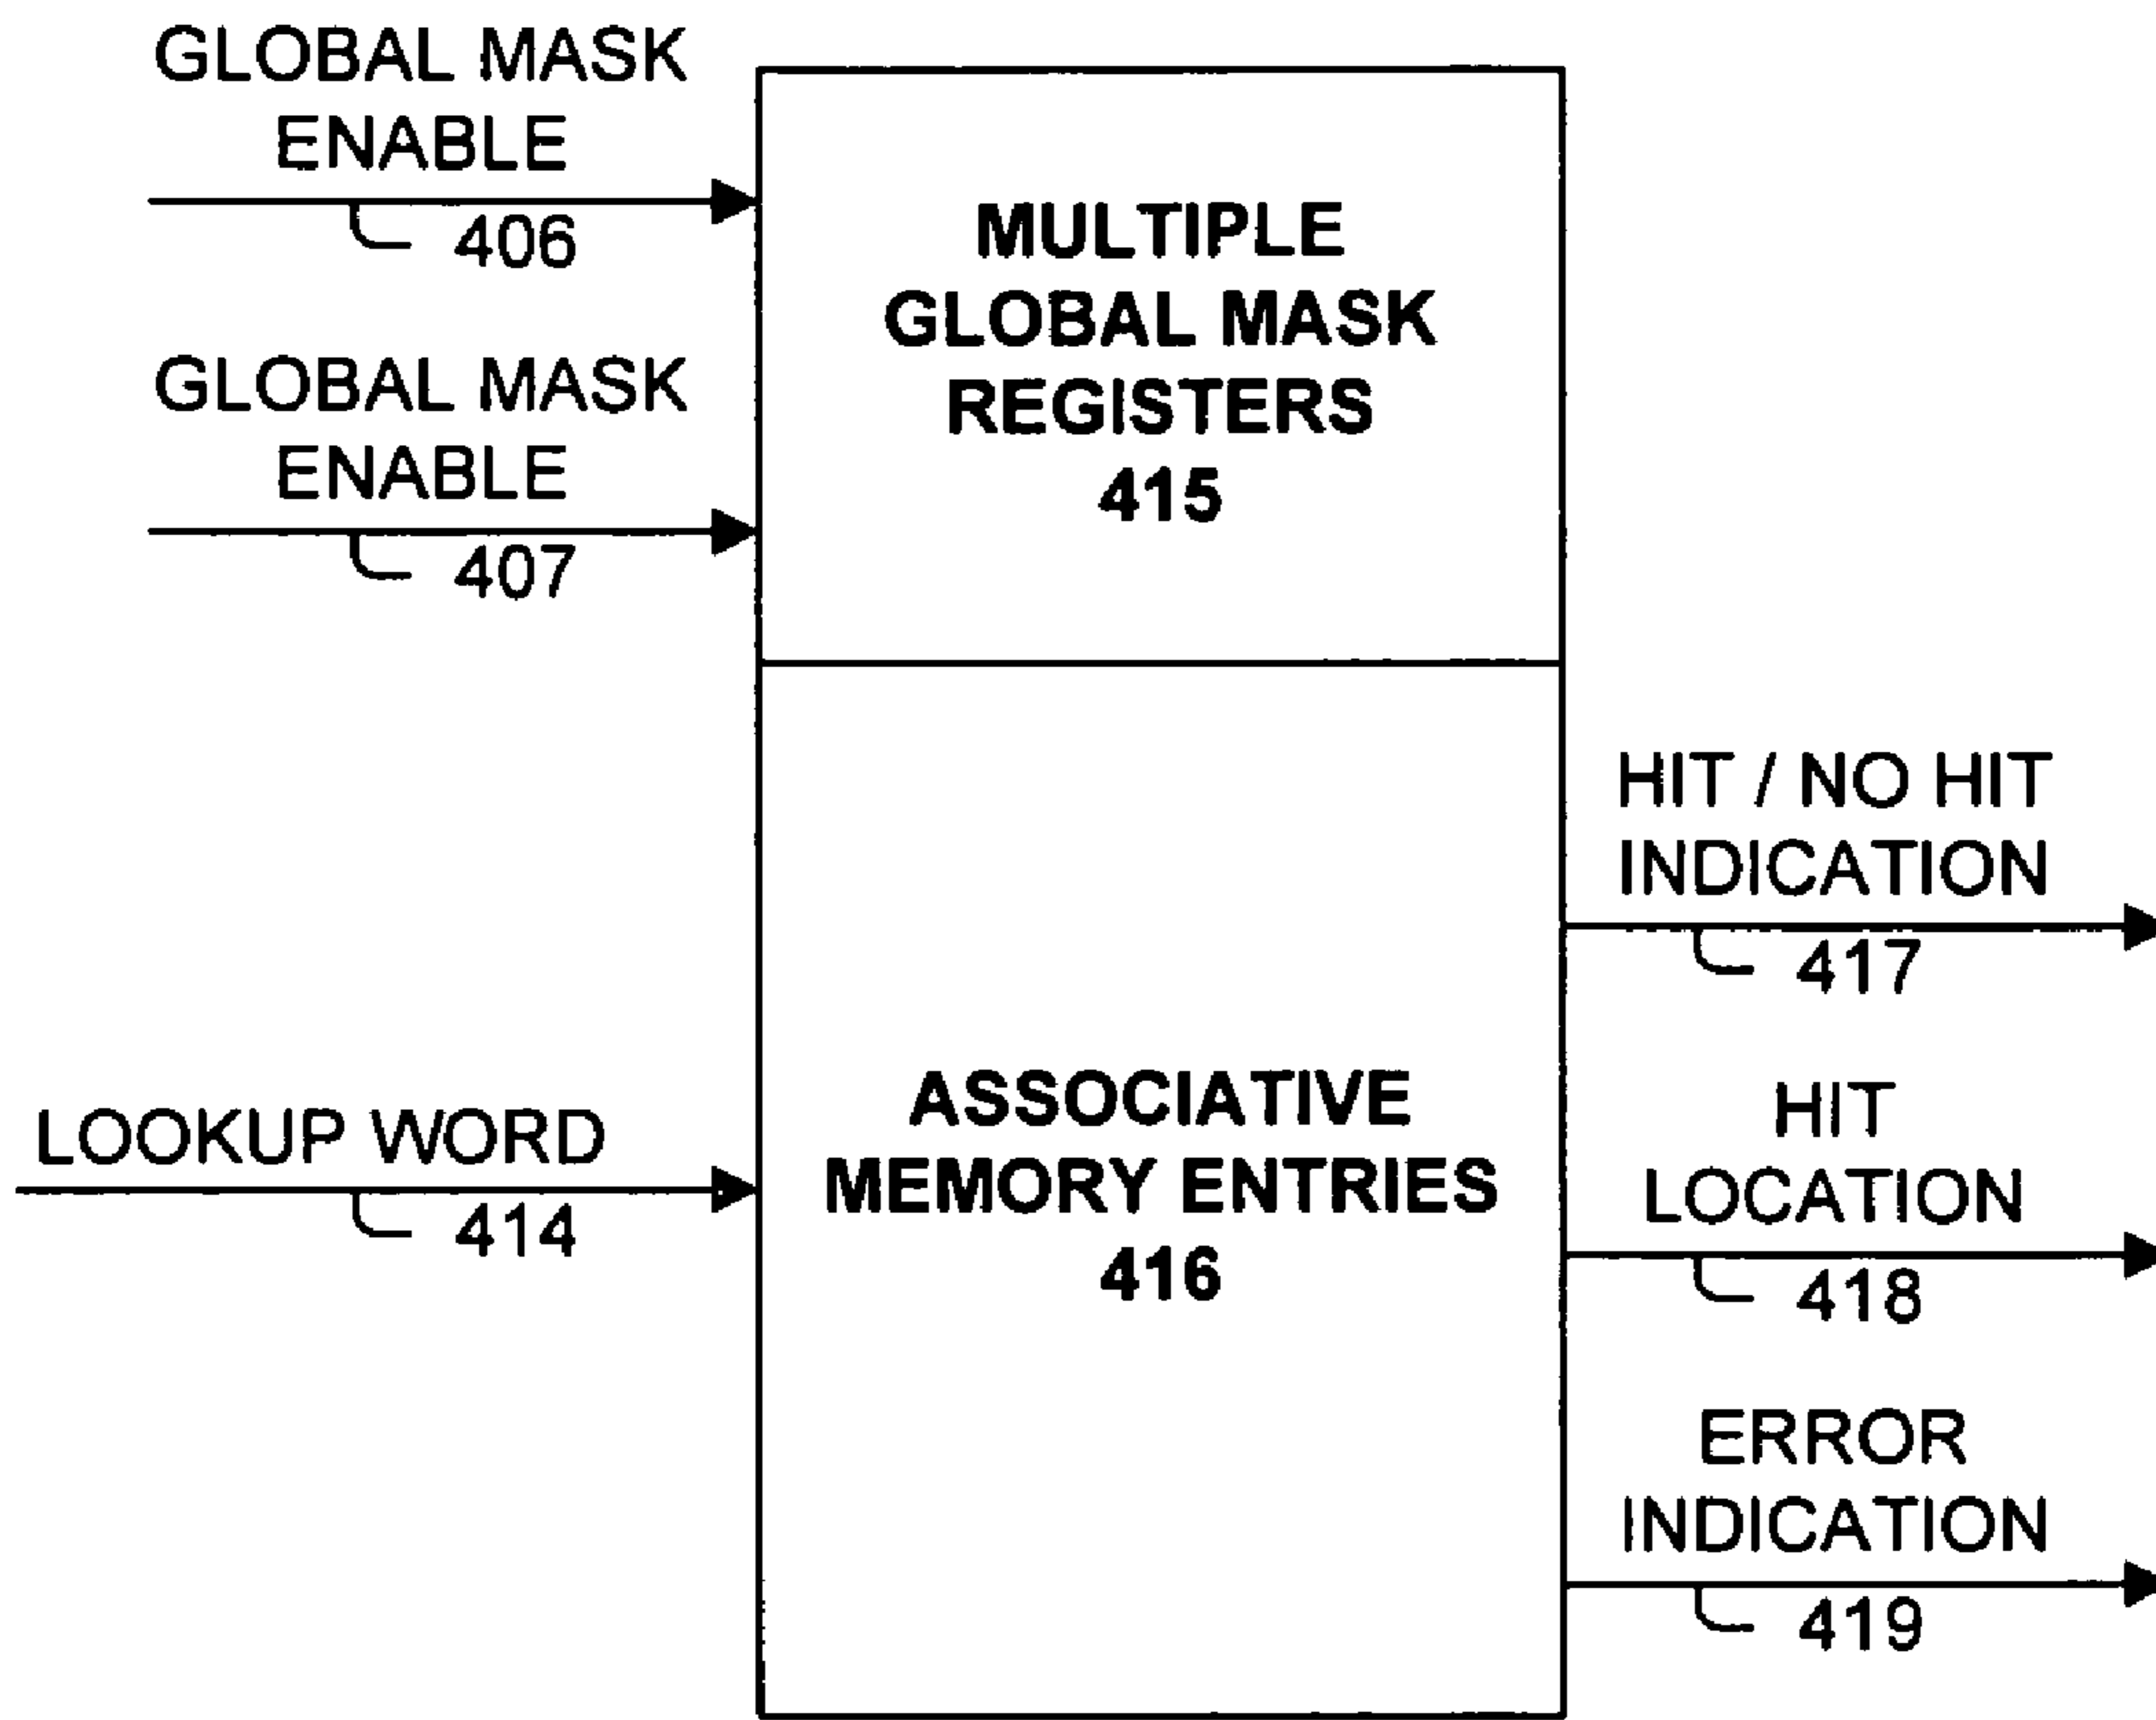 GLOBAL MASK
ENABLE
406
GLOBAL MASK
ENABLE
407
MULTIPLE
GLOBAL MASK
REGISTERS
415
LOOKUP WORD
414
ASSOCIATIVE
MEMORY ENTRIES
416
HIT / NO HIT
INDICATION
417
HIT
LOCATION
418
ERROR
INDICATION
419